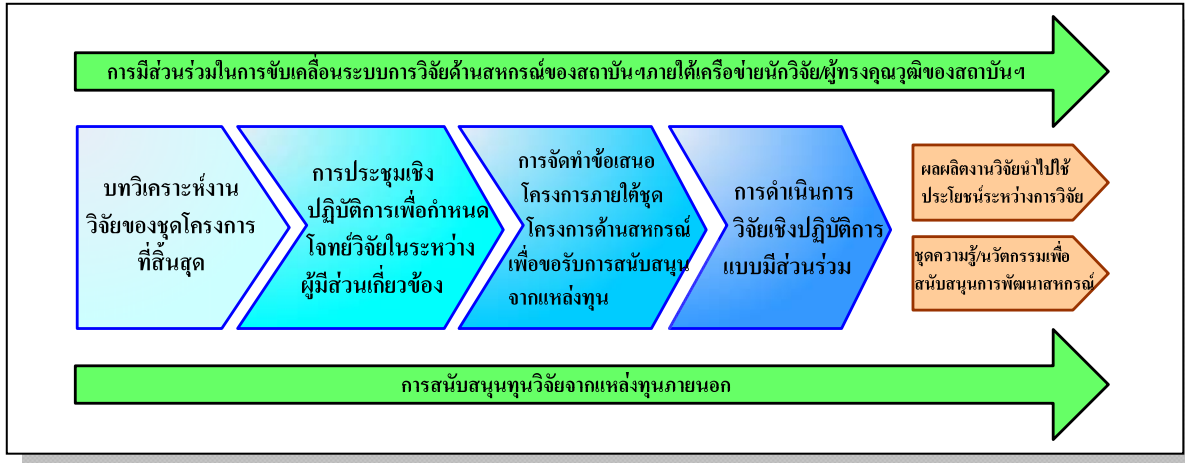 การมีส่วนร่วมในการขับเคลื่อนระบบการวิจัยด้านสหกรณ์ของสถาบันฯภายใต้เครือข่ายนักวิจัย/ผู้ทรงคุณวุฒิของสถาบันฯ
บทวิเคราะห์งาน
วิจัยของชุดโครงการ
ที่สิ้นสุด
การประชุมเชิง
ปฏิบัติการเพื่อกำหนด
โจทย์วิจัยในระหว่าง
ผู้มีส่วนเกี่ยวข้อง
การจัดทำข้อเสนอ
โครงการภายใต้ชุด
โครงการด้านสหกรณ์
เพื่อขอรับการสนับสนุน
จากแหล่งทุน
การดำเนินการ
วิจัยเชิงปฏิบัติการ
แบบมีส่วนร่วม
ผลผลิตงานวิจัยนำไปใช้
ประโยชน์ระหว่างการวิจัย
ชุดความรู้/นวัตกรรมเพื่อ
สนับสนุนการพัฒนาสหกรณ์
การสนับสนุนทุนวิจัยจากแหล่งทุนภายนอก